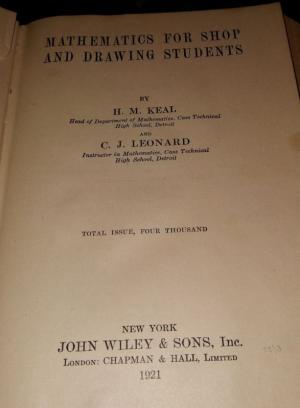 MATHEMATICS FOR SHOP
AND DRAWING STUDENTS
BY
H. M. KEAL
Head of Department of Mathematics, Cass Technical
High School, Detroit
AND
C. J. LEONARD
Instructor in Mathematics, Cass Technical
High School, Detroit
TOTAL ISSUE, FOUR THOUSAND
NEW YORK
JOHN WILEY & SONS, Inc.
LONDON: CHAPMAN & HALL, LIMITED
1921